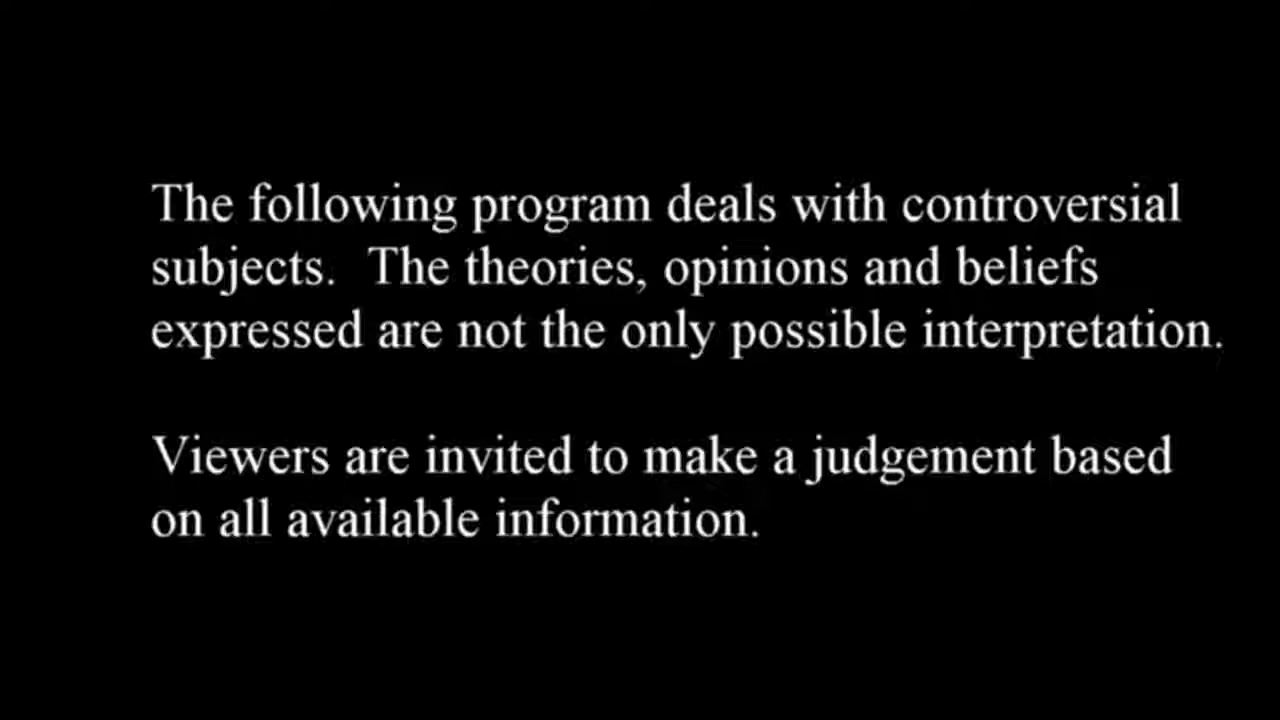 The following program deals with controversial
subjects.  The theories, opinions and beliefs
expressed are not the only possible interpretation.
Viewers are invited to make a judgement based
on all available information.